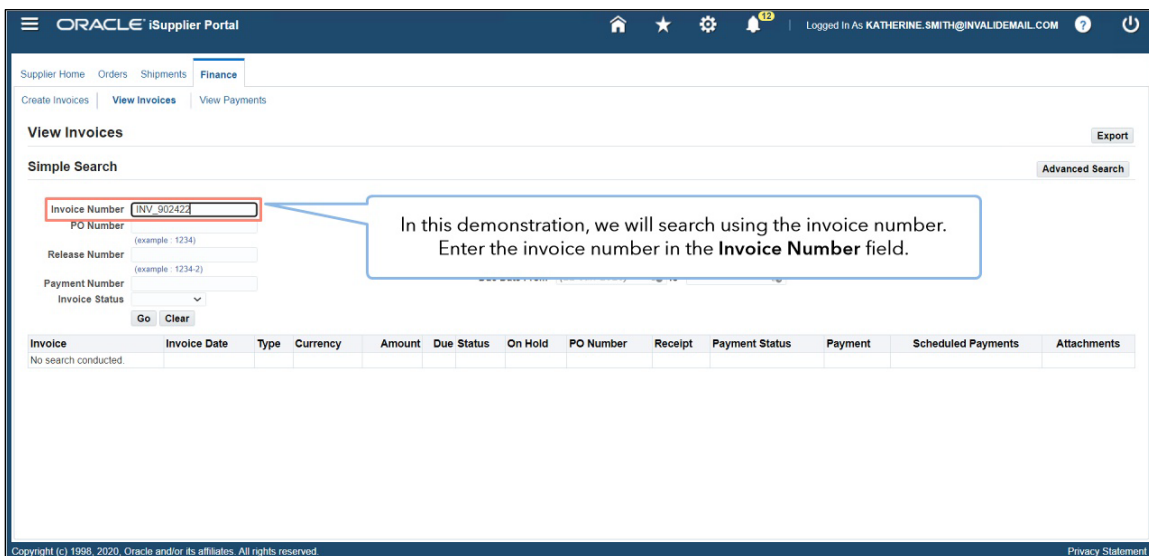 ORACLE iSupplier Portal
12
Logged In As KATHERINE.SMITH@INVALIDEMAIL.COM
?
Supplier Home Orders Shipments Finance
Create Invoices View Invoices View Payments
View Invoices
Export
Simple Search
Advanced Search
Invoice Number INV_902422
In this demonstration, we will search using the invoice number.
Enter the invoice number in the Invoice Number field.
PO Number
(example : 1234)
Release Number
(example : 1234-2)
Payment Number
Invoice Status
Go Clear
Invoice Invoice Date Type Currency Amount Due Status On Hold PO Number Receipt Payment Status Payment Scheduled Payments Attachments
No search conducted.
Copyright (c) 1998, 2020, Oracle and/or its affiliates. All rights reserved.
Privacy Statement